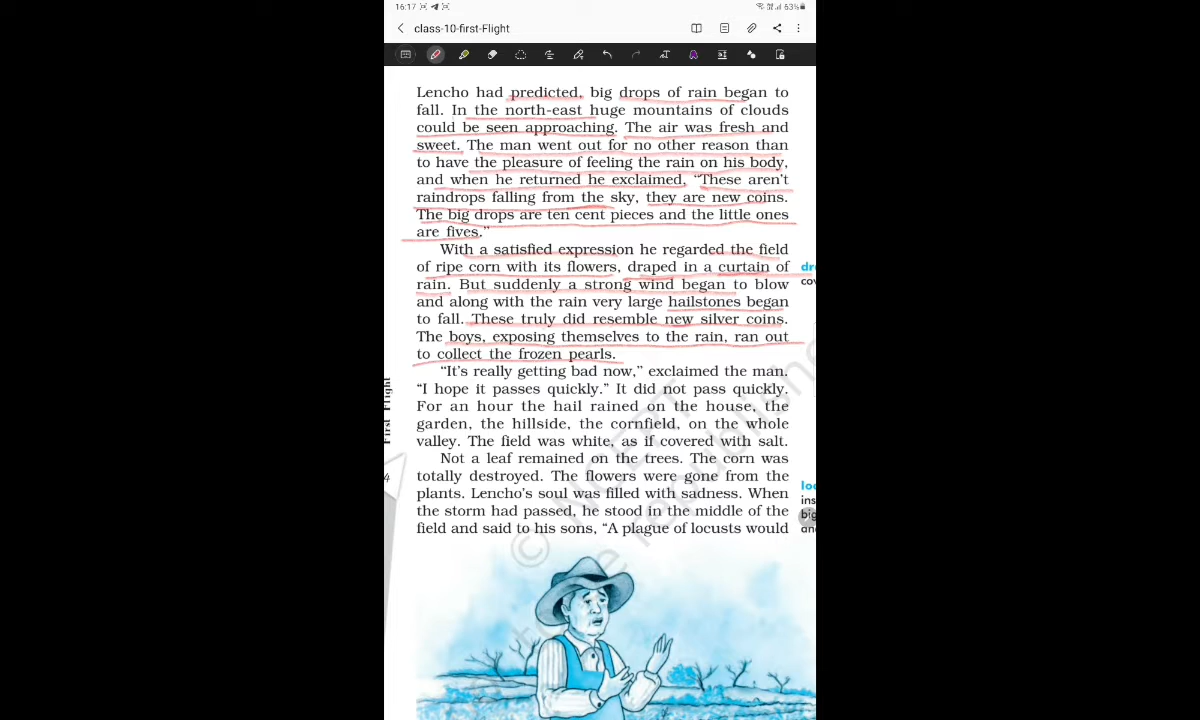 16:17 63%
class-10-first-Flight
Lencho had predicted, big drops of rain began to
fall. In the north-east huge mountains of clouds
could be seen approaching. The air was fresh and
sweet. The man went out for no other reason than
to have the pleasure of feeling the rain on his body,
and when he returned he exclaimed, “These aren’t
raindrops falling from the sky, they are new coins.
The big drops are ten cent pieces and the little ones
are fives.”
With a satisfied expression he regarded the field
of ripe corn with its flowers, draped in a curtain of
rain. But suddenly a strong wind began to blow
and along with the rain very large hailstones began
to fall. These truly did resemble new silver coins.
The boys, exposing themselves to the rain, ran out
to collect the frozen pearls.
“It’s really getting bad now,” exclaimed the man.
“I hope it passes quickly.” It did not pass quickly.
For an hour the hail rained on the house, the
garden, the hillside, the cornfield, on the whole
valley. The field was white, as if covered with salt.
Not a leaf remained on the trees. The corn was
totally destroyed. The flowers were gone from the
plants. Lencho’s soul was filled with sadness. When
the storm had passed, he stood in the middle of the
field and said to his sons, “A plague of locusts would
dr
cov
loc
ins
big
an
First Flight
4
© NCERT
republishe